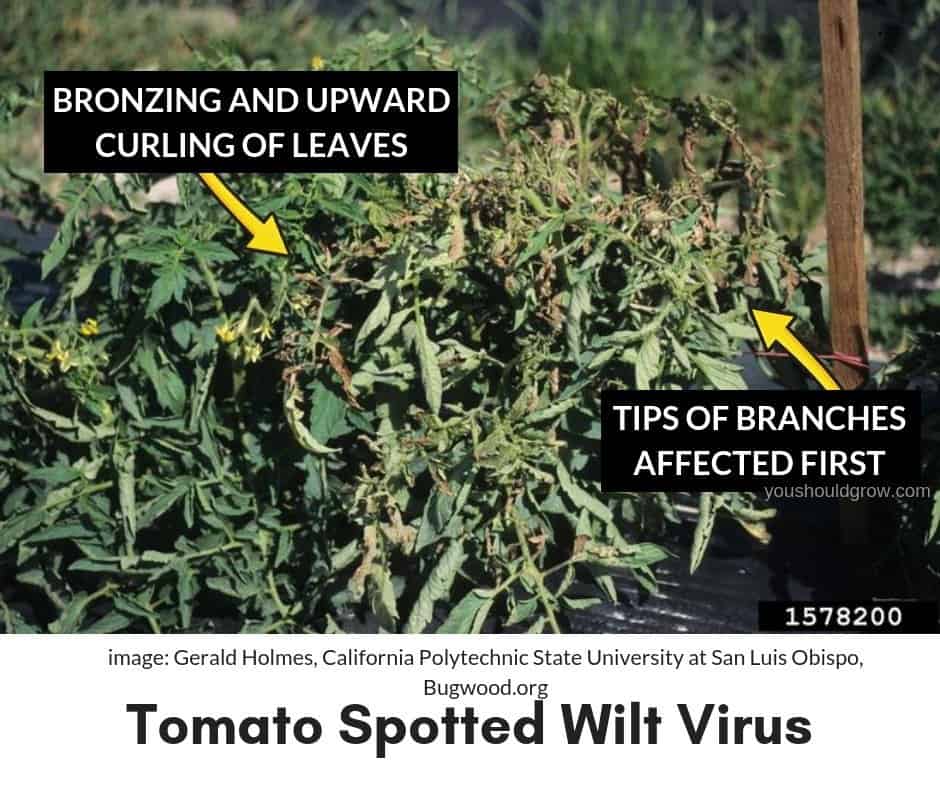 BRONZING AND UPWARD
CURLING OF LEAVES
TIPS OF BRANCHES
AFFECTED FIRST
youshouldgrow.com
1578200
image: Gerald Holmes, California Polytechnic State University at San Luis Obispo,
Bugwood.org
Tomato Spotted Wilt Virus